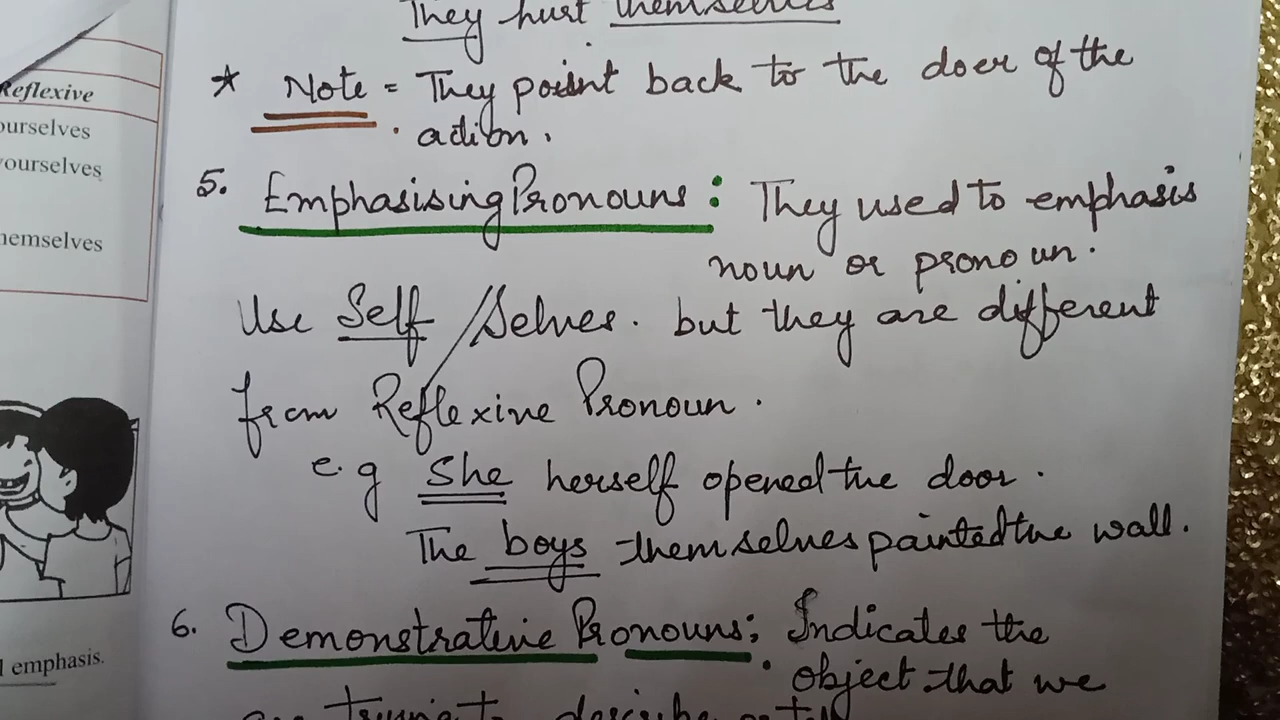 They hurt themselves
* Note = They point back to the doer of the
action.
5. Emphasising Pronouns : They used to emphasis
noun or pronoun.
Use Self / Selves. but they are different
from Reflexive Pronoun.
e.g She herself opened the door.
The boys themselves painted the wall.
6. Demonstrative Pronouns: Indicates the
object that we
Reflexive
ourselves
yourselves
hemselves
emphasis.